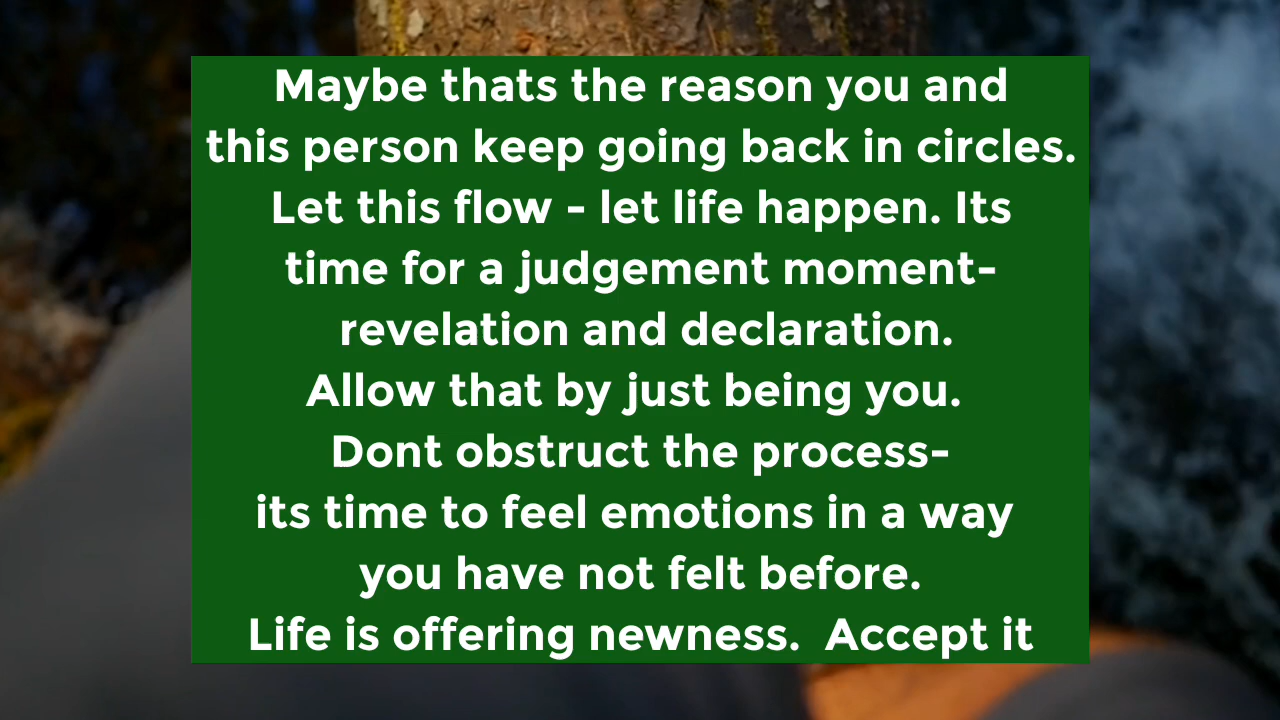 Maybe thats the reason you and
this person keep going back in circles.
Let this flow - let life happen. Its
time for a judgement moment-
revelation and declaration.
Allow that by just being you.
Dont obstruct the process-
its time to feel emotions in a way
you have not felt before.
Life is offering newness.  Accept it